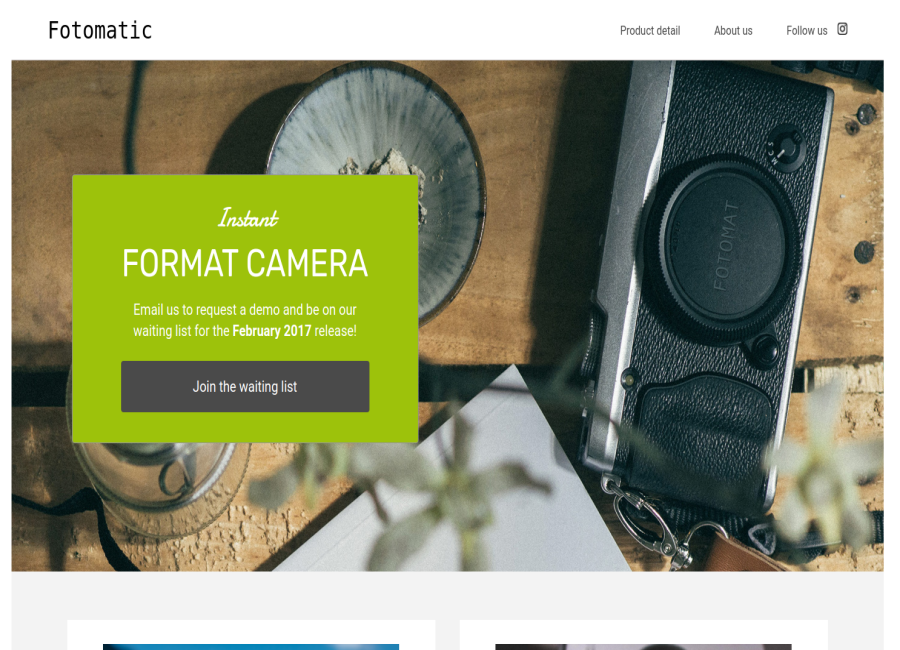 Fotomatic
Product detail
About us
Follow us
Instant
FORMAT CAMERA
Email us to request a demo and be on our
waiting list for the February 2017 release!
Join the waiting list
FOTOMAT